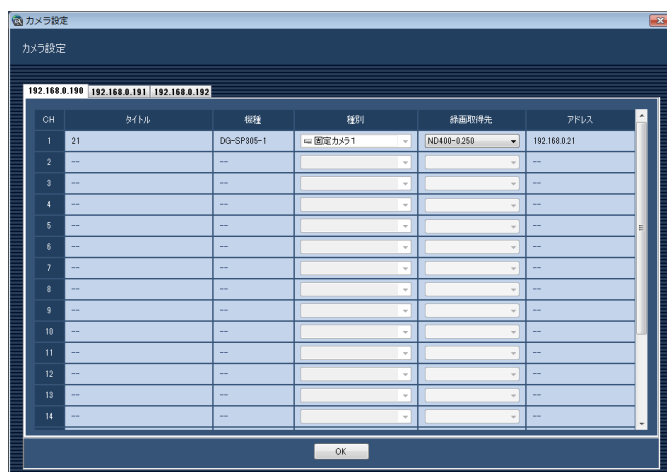 カメラ設定
カメラ設定
192.168.0.190 192.168.0.191 192.168.0.192
CH タイトル 機種 種別 録画取得先 アドレス
1 21 DG-SP305-1 固定カメラ1 ND400-0.250 192.168.0.21
2 -- -- --
3 -- -- --
4 -- -- --
5 -- -- --
6 -- -- --
7 -- -- --
8 -- -- --
9 -- -- --
10 -- -- --
11 -- -- --
12 -- -- --
13 -- -- --
14 -- -- --
OK